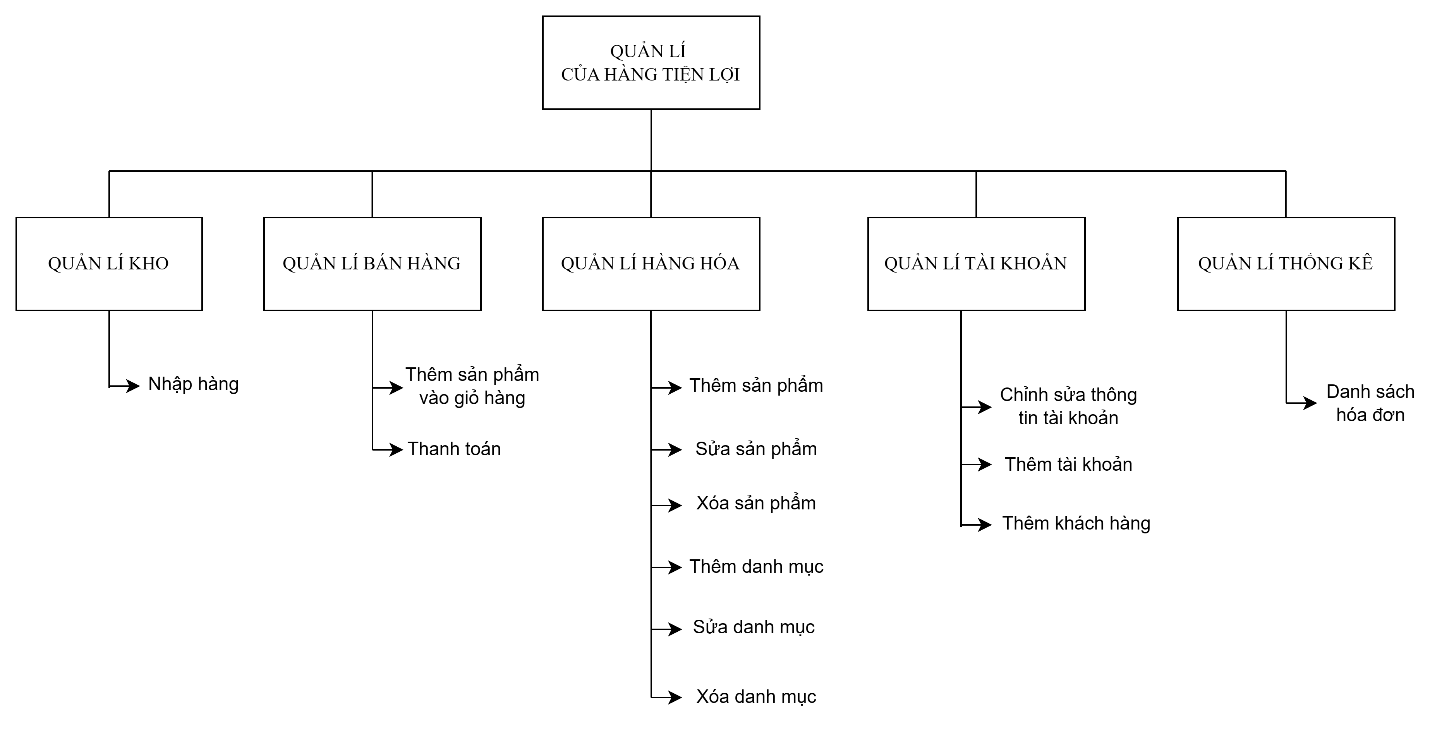 QUẢN LÍ
CỦA HÀNG TIỆN LỢI
QUẢN LÍ KHO
QUẢN LÍ BÁN HÀNG
QUẢN LÍ HÀNG HÓA
QUẢN LÍ TÀI KHOẢN
QUẢN LÍ THỐNG KÊ
Nhập hàng
Thêm sản phẩm
vào giỏ hàng
Thanh toán
Thêm sản phẩm
Sửa sản phẩm
Xóa sản phẩm
Thêm danh mục
Sửa danh mục
Xóa danh mục
Chỉnh sửa thông
tin tài khoản
Thêm tài khoản
Thêm khách hàng
Danh sách
hóa đơn